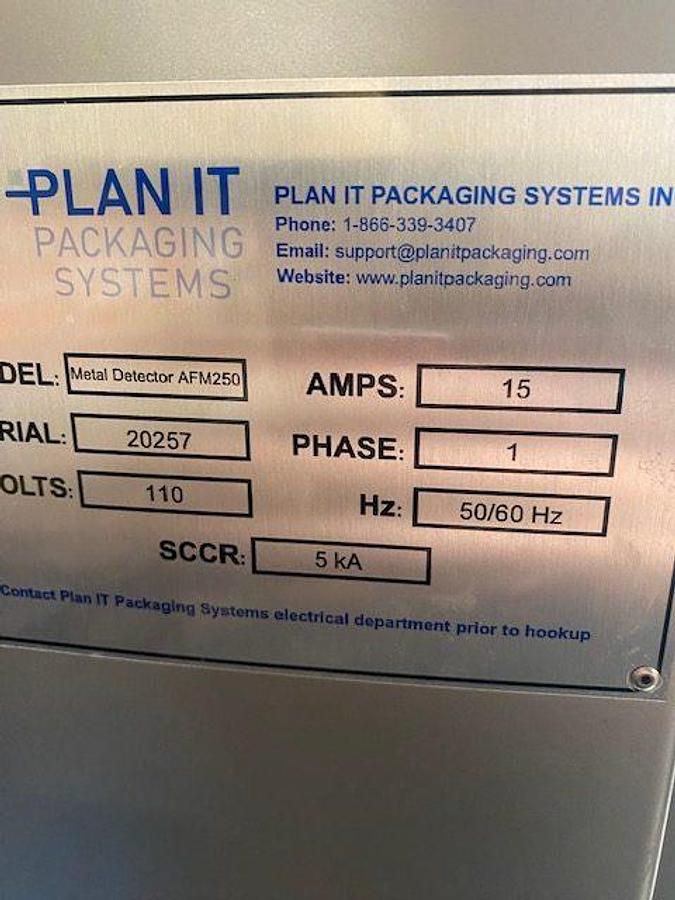 PLAN IT
PACKAGING
SYSTEMS
PLAN IT PACKAGING SYSTEMS IN
Phone: 1-866-339-3407
Email: support@planitpackaging.com
Website: www.planitpackaging.com
DEL: Metal Detector AFM250
AMPS: 15
RIAL: 20257
PHASE: 1
OLTS: 110
Hz: 50/60 Hz
SCCR: 5 kA
Contact Plan IT Packaging Systems electrical department prior to hookup